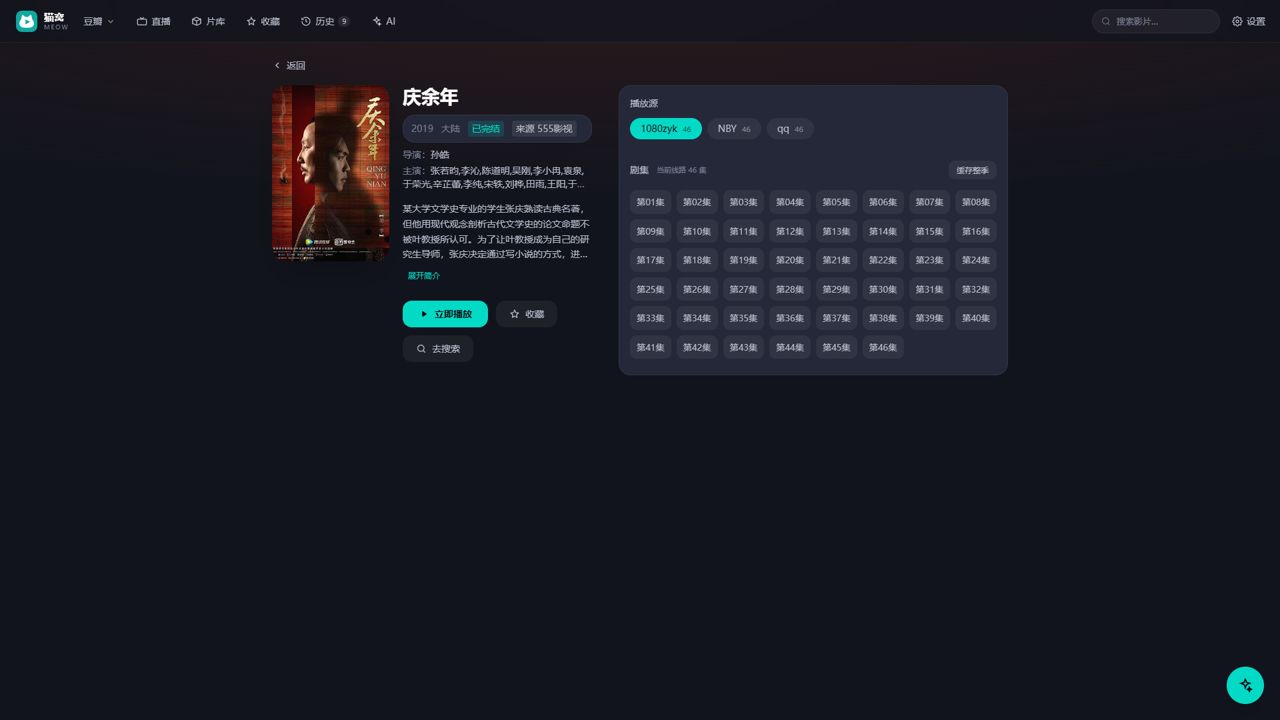 猫窝
MEOW
豆瓣
直播
片库
收藏
历史 9
AI
搜索影片...
设置
返回
庆余年
QING
YU
NIAN
庆余年
2019 大陆 已完结 来源 555影视
导演：孙皓
主演：张若昀,李沁,陈道明,吴刚,李小冉,袁泉,
于荣光,辛芷蕾,李纯,宋轶,刘桦,田雨,王阳,于...
某大学文学史专业的学生张庆熟读古典名著，
但他用现代观念剖析古代文学史的论文命题不
被叶教授所认可。为了让叶教授成为自己的研
究生导师，张庆决定通过写小说的方式，进...
展开简介
立即播放
收藏
去搜索
播放源
1080zyk 46
NBY 46
qq 46
剧集 当前线路 46 集
缓存整季
第01集 第02集 第03集 第04集 第05集 第06集 第07集 第08集
第09集 第10集 第11集 第12集 第13集 第14集 第15集 第16集
第17集 第18集 第19集 第20集 第21集 第22集 第23集 第24集
第25集 第26集 第27集 第28集 第29集 第30集 第31集 第32集
第33集 第34集 第35集 第36集 第37集 第38集 第39集 第40集
第41集 第42集 第43集 第44集 第45集 第46集